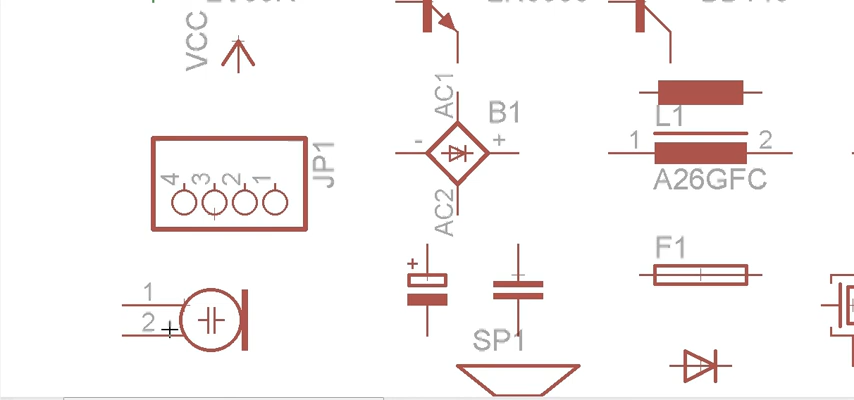 VCC
AC1
B1
-
+
AC2
L1
1
2
A26GFC
JP1
4
3
2
1
F1
+
1
2
SP1